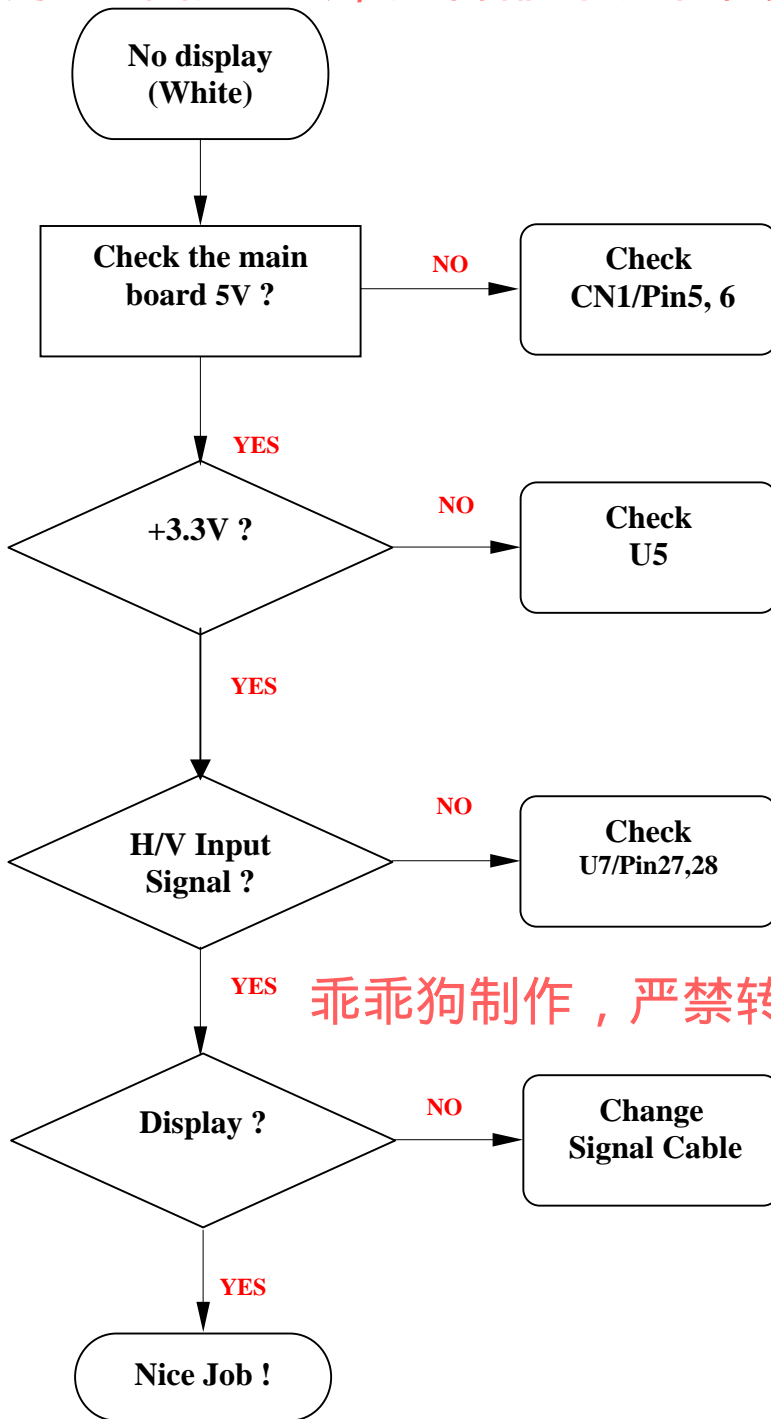 No display
(White)
Check the main
board 5V ?
NO
Check
CN1/Pin5, 6
YES
+3.3V ?
NO
Check
U5
YES
H/V Input
Signal ?
NO
Check
U7/Pin27,28
YES
乖乖狗制作，严禁转
Display ?
NO
Change
Signal Cable
YES
Nice Job !